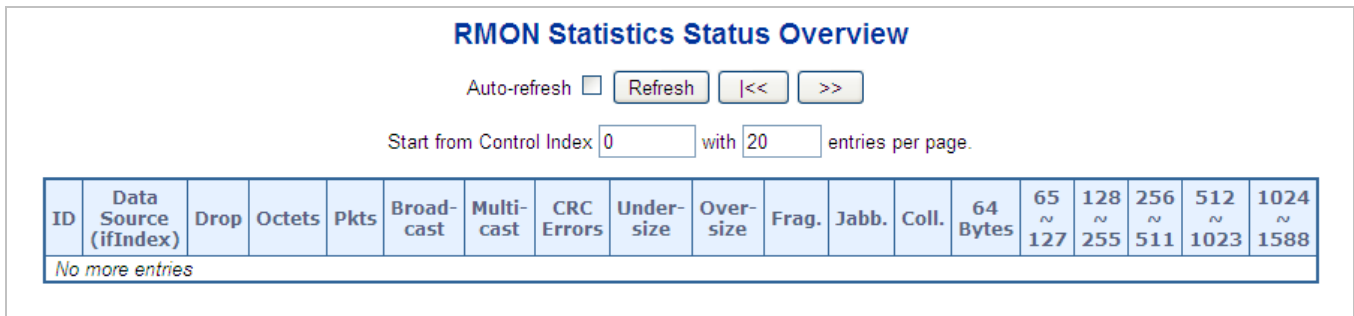 RMON Statistics Status Overview
Auto-refresh Refresh |<< >>
Start from Control Index 0 with 20 entries per page.
ID Data Source (ifIndex) Drop Octets Pkts Broad-cast Multi-cast CRC Errors Under-size Over-size Frag. Jabb. Coll. 64 Bytes 65 ~ 127 128 ~ 255 256 ~ 511 512 ~ 1023 1024 ~ 1588
No more entries